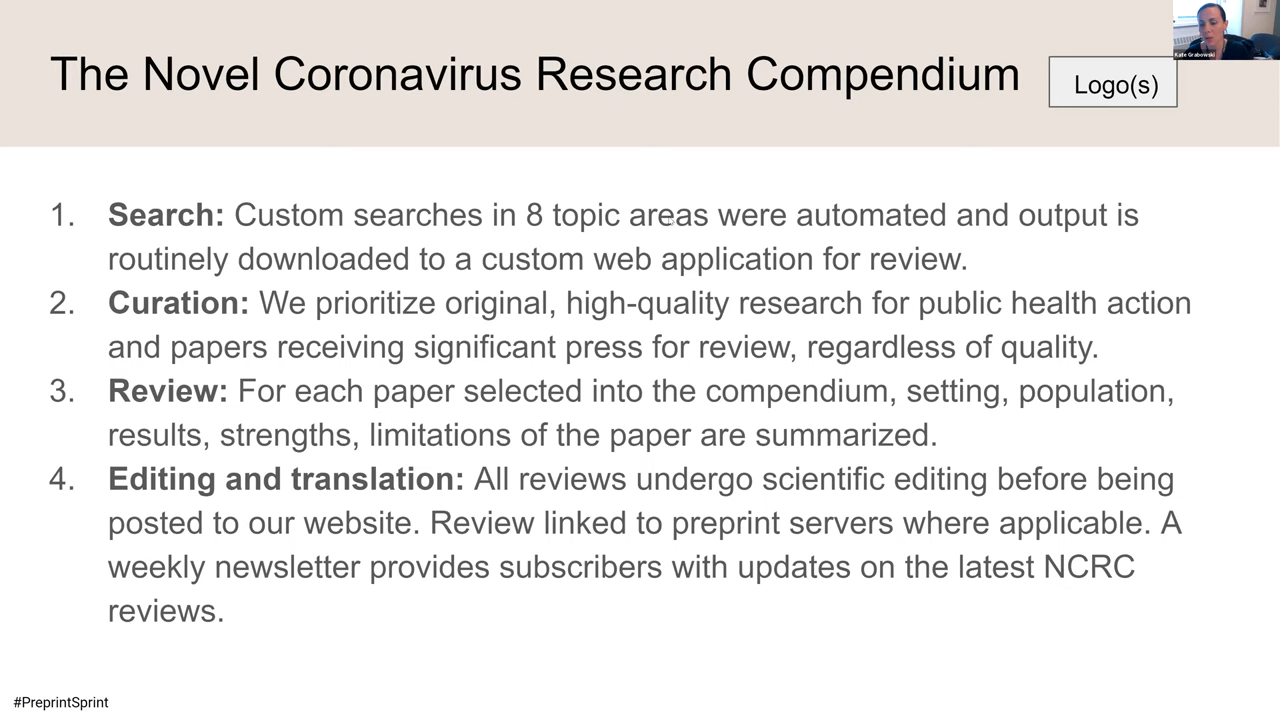 The Novel Coronavirus Research Compendium
Logo(s)
Kate Grabowski
1. Search: Custom searches in 8 topic areas were automated and output is
routinely downloaded to a custom web application for review.
2. Curation: We prioritize original, high-quality research for public health action
and papers receiving significant press for review, regardless of quality.
3. Review: For each paper selected into the compendium, setting, population,
results, strengths, limitations of the paper are summarized.
4. Editing and translation: All reviews undergo scientific editing before being
posted to our website. Review linked to preprint servers where applicable. A
weekly newsletter provides subscribers with updates on the latest NCRC
reviews.
#PreprintSprint